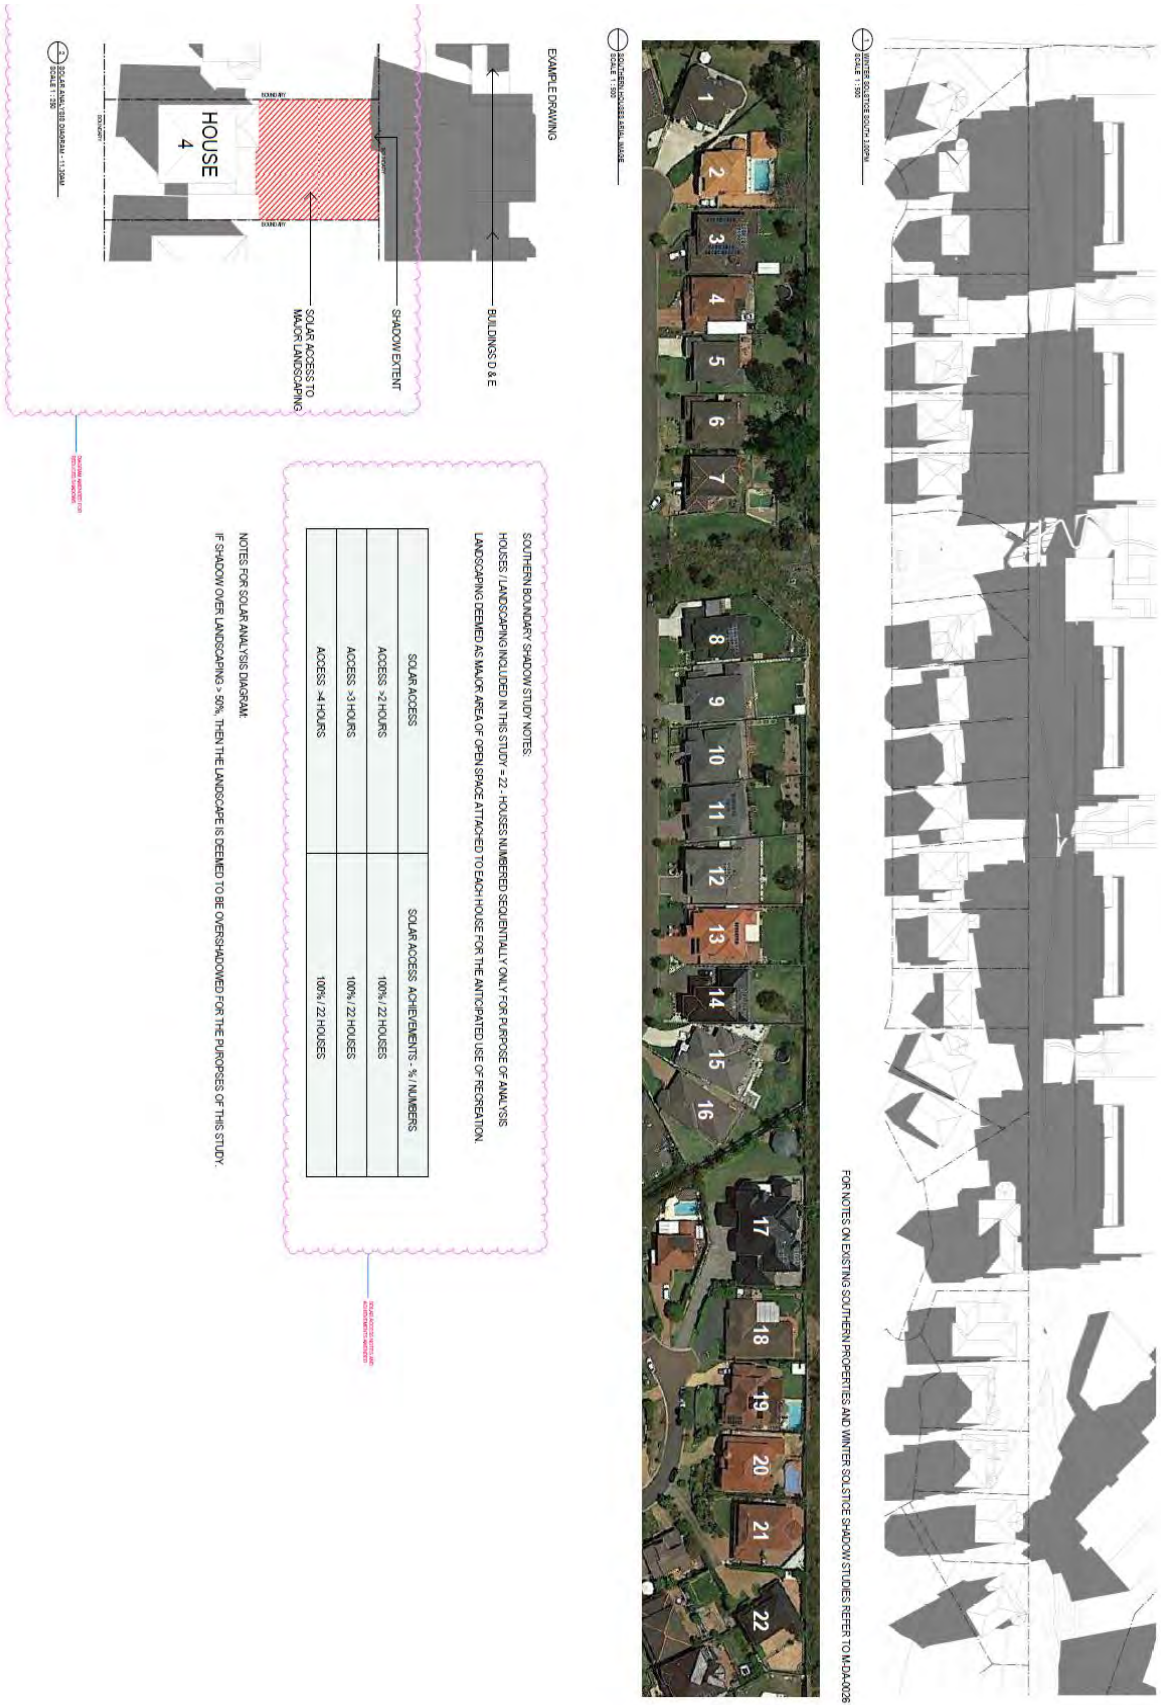 1
WINTER SOLSTICE SOUTH 3.00PM
SCALE 1 : 500
FOR NOTES ON EXISTING SOUTHERN PROPERTIES AND WINTER SOLSTICE SHADOW STUDIES REFER TO M-DA-0026
1
2
3
4
5
6
7
8
9
10
11
12
13
14
15
16
17
18
19
20
21
22
SOUTHERN HOUSES ARIAL IMAGE
SCALE 1 : 500
EXAMPLE DRAWING
BUILDINGS D & E
SHADOW EXTENT
SOLAR ACCESS TO
MAJOR LANDSCAPING
BOUNDARY
BOUNDARY
BOUNDARY
BOUNDARY
HOUSE
4
2
SOLAR ANALYSIS DIAGRAM - 11.30AM
SCALE 1 : 250
SOUTHERN BOUNDARY SHADOW STUDY NOTES:
HOUSES / LANDSCAPING INCLUDED IN THIS STUDY = 22 - HOUSES NUMBERED SEQUENTIALLY ONLY FOR PURPOSE OF ANALYSIS
LANDSCAPING DEEMED AS MAJOR AREA OF OPEN SPACE ATTACHED TO EACH HOUSE FOR THE ANTICIPATED USE OF RECREATION.
SOLAR ACCESS
SOLAR ACCESS ACHIEVEMENTS - % / NUMBERS
ACCESS >2 HOURS
100% / 22 HOUSES
ACCESS >3 HOURS
100% / 22 HOUSES
ACCESS >4 HOURS
100% / 22 HOUSES
NOTES FOR SOLAR ANALYSIS DIAGRAM:
IF SHADOW OVER LANDSCAPING > 50%, THEN THE LANDSCAPE IS DEEMED TO BE OVERSHADOWED FOR THE PUROPSES OF THIS STUDY.